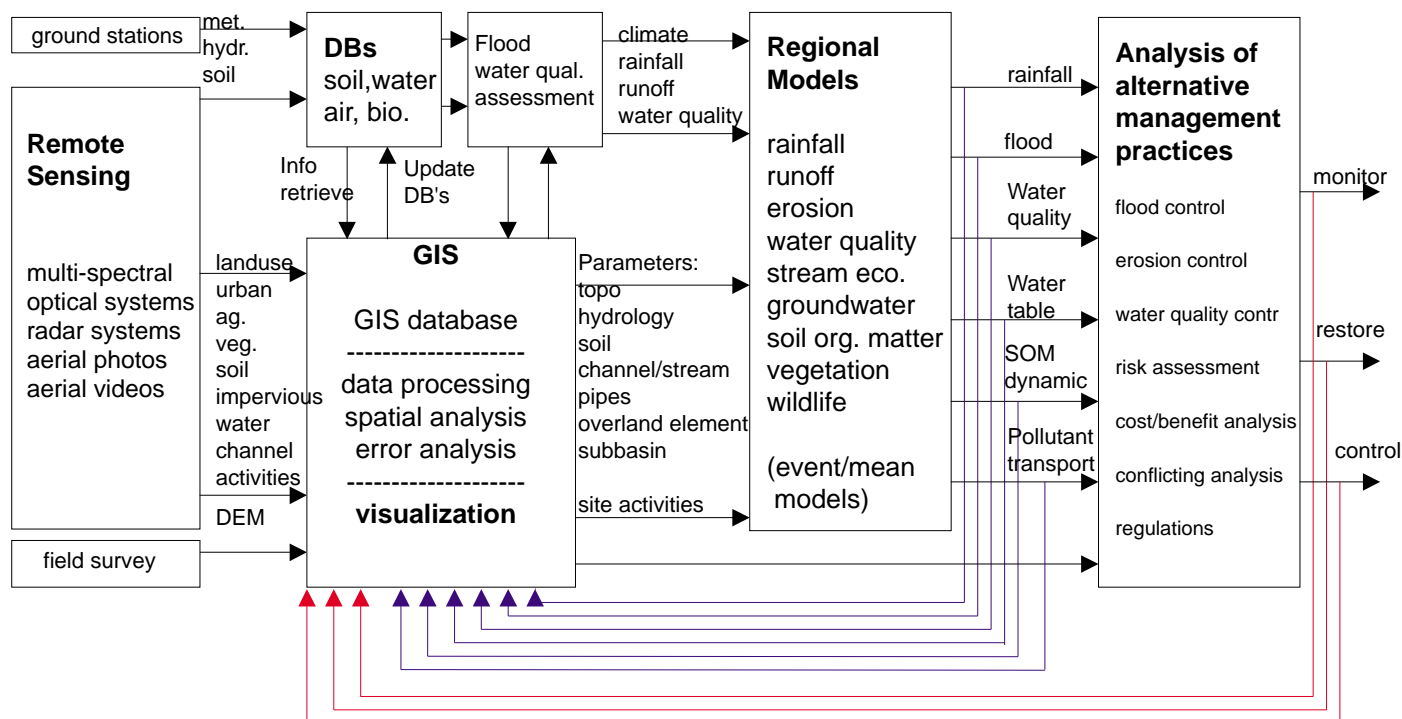 ground stations
met.
hydr.
soil
Remote
Sensing
multi-spectral
optical systems
radar systems
aerial photos
aerial videos
field survey
landuse
urban
ag.
veg.
soil
impervious
water
channel
activities
DEM
DBs
soil,water
air, bio.
Info
retrieve
Update
DB's
Flood
water qual.
assessment
GIS
GIS database
--------------------
data processing
spatial analysis
error analysis
--------------------
visualization
climate
rainfall
runoff
water quality
Parameters:
topo
hydrology
soil
channel/stream
pipes
overland element
subbasin
site activities
Regional
Models
rainfall
runoff
erosion
water quality
stream eco.
groundwater
soil org. matter
vegetation
wildlife
(event/mean
models)
rainfall
flood
Water
quality
Water
table
SOM
dynamic
Pollutant
transport
Analysis of
alternative
management
practices
flood control
erosion control
water quality contr
risk assessment
cost/benefit analysis
conflicting analysis
regulations
monitor
restore
control